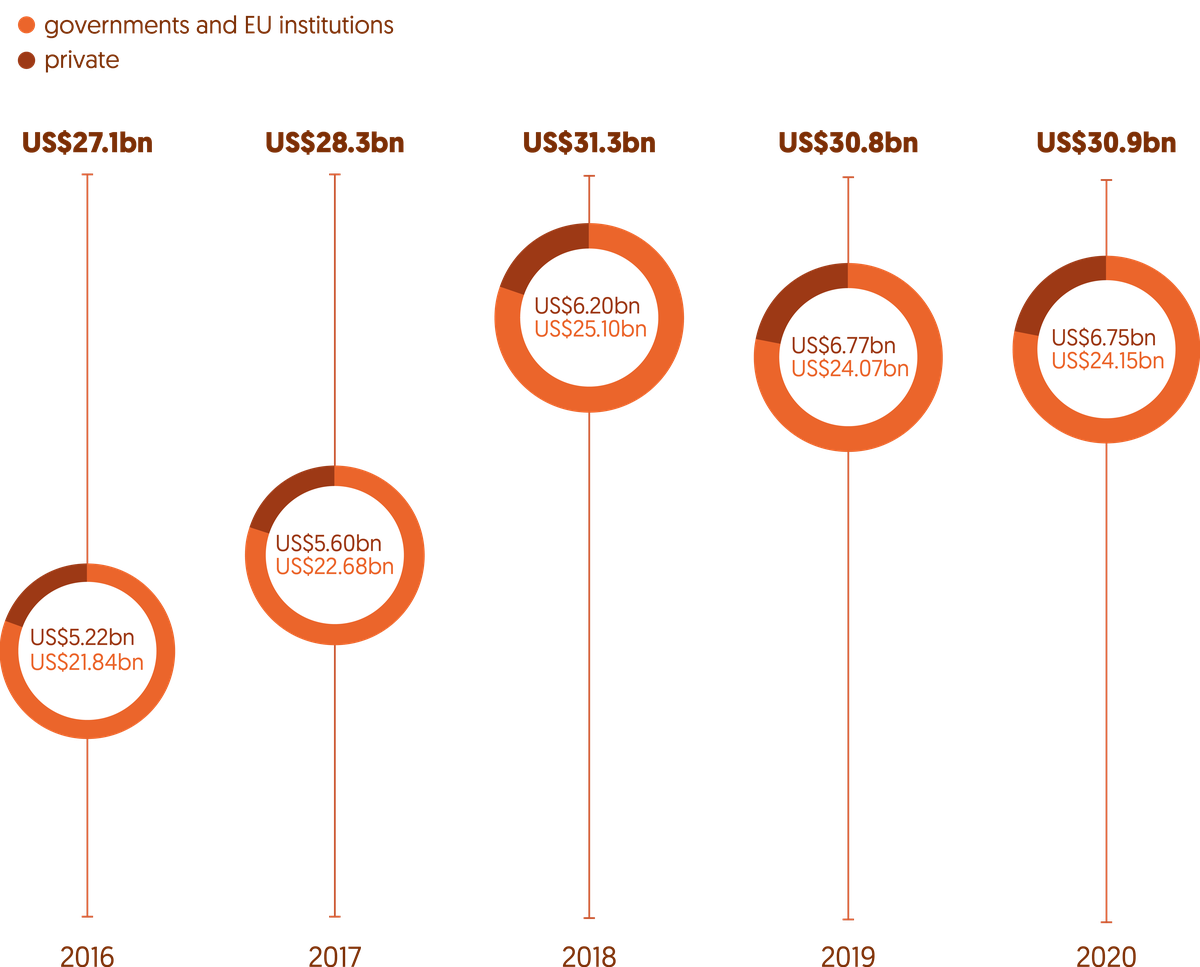 governments and EU institutions
private
US$27.1bn
US$28.3bn
US$31.3bn
US$30.8bn
US$30.9bn
US$5.22bn
US$21.84bn
US$5.60bn
US$22.68bn
US$6.20bn
US$25.10bn
US$6.77bn
US$24.07bn
US$6.75bn
US$24.15bn
2016
2017
2018
2019
2020